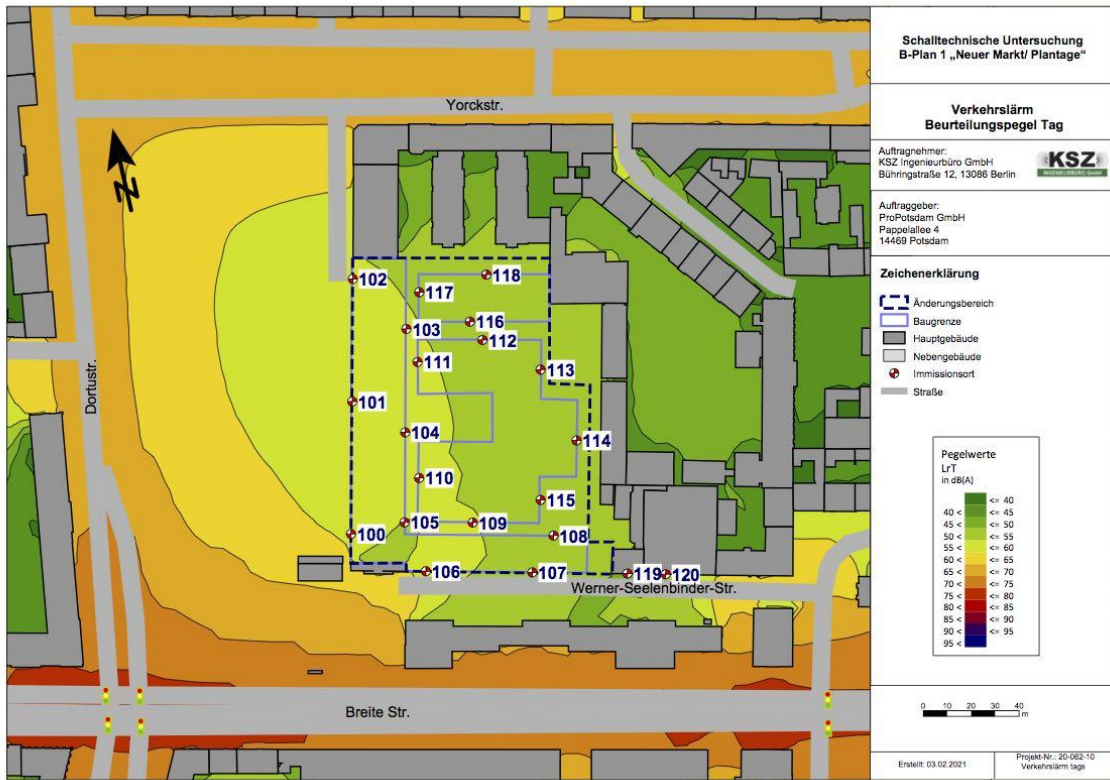 Schalltechnische Untersuchung
B-Plan 1 „Neuer Markt/ Plantage“
Verkehrslärm
Beurteilungspegel Tag
Auftragnehmer:
KSZ Ingenieurbüro GmbH
Bühringstraße 12, 13086 Berlin
KSZ
INGENIEURBÜRO GmbH
Auftraggeber:
ProPotsdam GmbH
Pappelallee 4
14469 Potsdam
Zeichenerklärung
Änderungsbereich
Baugrenze
Hauptgebäude
Nebengebäude
Immissionsort
Straße
Pegelwerte
LrT
in dB(A)
<= 40
40 < <= 45
45 < <= 50
50 < <= 55
55 < <= 60
60 < <= 65
65 < <= 70
70 < <= 75
75 < <= 80
80 < <= 85
85 < <= 90
90 < <= 95
95 <
0 10 20 30 40
m
Erstellt: 03.02.2021
Projekt-Nr.: 20-062-10
Verkehrslärm tags
Yorckstr.
N
Dortustr.
102
118
117
103
116
112
111
113
101
104
114
110
115
105
109
100
108
106
107
119
120
Werner-Seelenbinder-Str.
Breite Str.